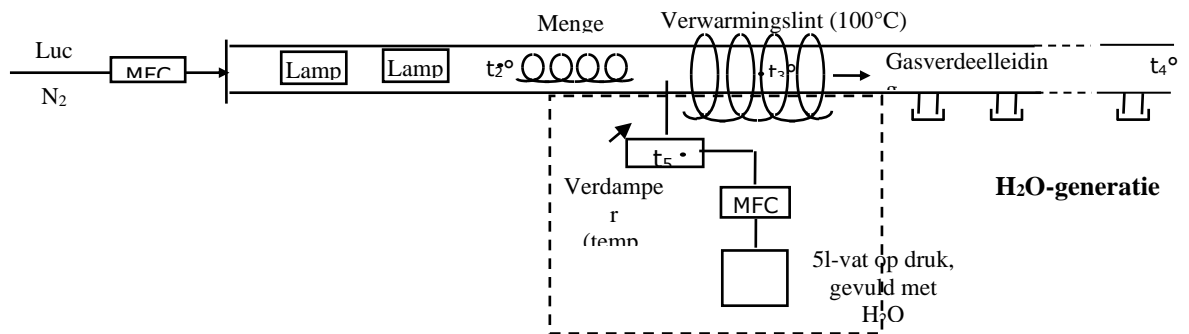 Luc
N₂
MFC
Lamp
Lamp
t₂°
Menge
Verwarmingslint (100°C)
t₃°
Gasverdeelleidin
g
t₄°
t₅
Verdampe
r
(temp
MFC
5l-vat op druk,
gevuld met
H₂O
H₂O-generatie